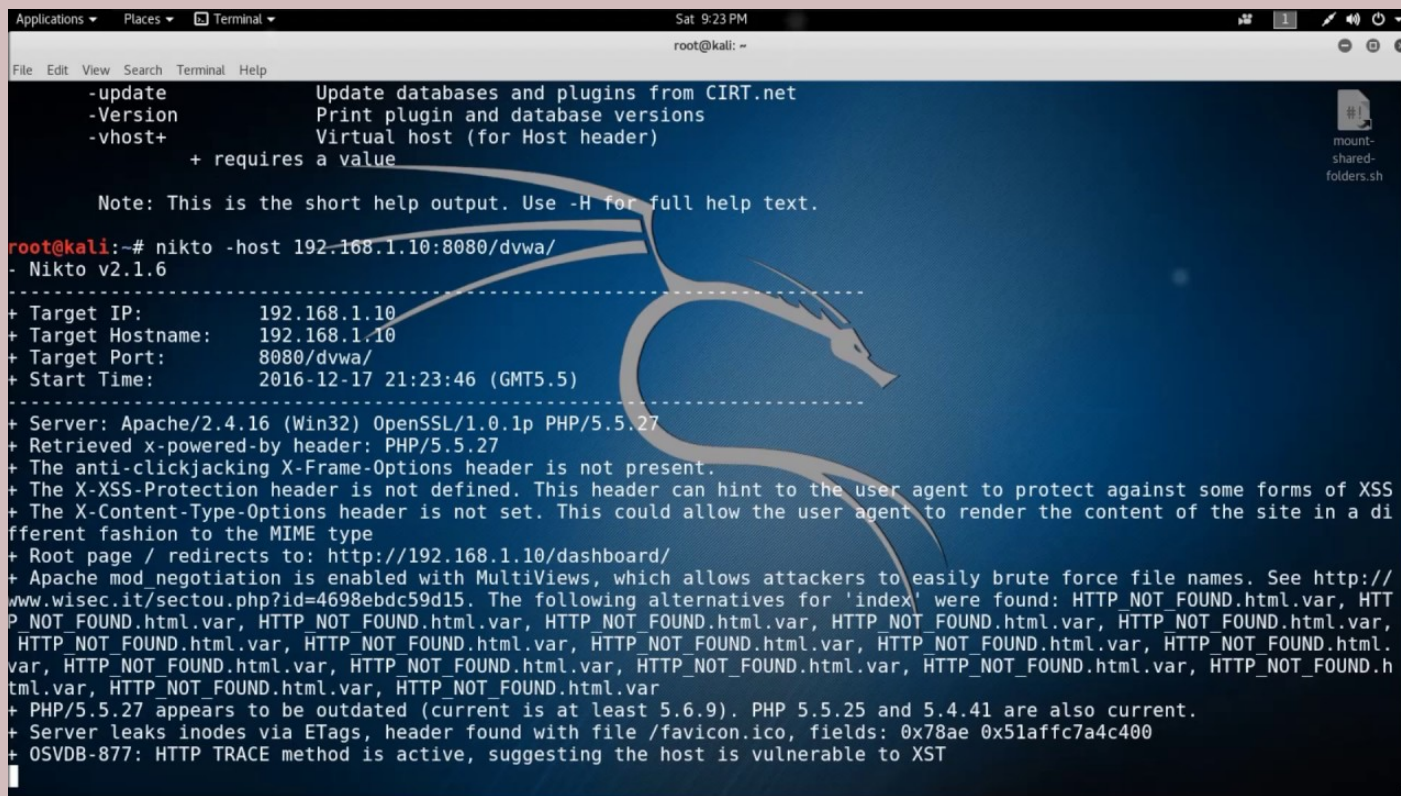 Applications Places Terminal Sat 9:23 PM 1
root@kali: ~
File Edit View Search Terminal Help
-update Update databases and plugins from CIRT.net
-Version Print plugin and database versions
-vhost+ Virtual host (for Host header)
+ requires a value
Note: This is the short help output. Use -H for full help text.
root@kali:~# nikto -host 192.168.1.10:8080/dvwa/
- Nikto v2.1.6
---------------------------------------------------------------------------
+ Target IP: 192.168.1.10
+ Target Hostname: 192.168.1.10
+ Target Port: 8080/dvwa/
+ Start Time: 2016-12-17 21:23:46 (GMT5.5)
---------------------------------------------------------------------------
+ Server: Apache/2.4.16 (Win32) OpenSSL/1.0.1p PHP/5.5.27
+ Retrieved x-powered-by header: PHP/5.5.27
+ The anti-clickjacking X-Frame-Options header is not present.
+ The X-XSS-Protection header is not defined. This header can hint to the user agent to protect against some forms of XSS
+ The X-Content-Type-Options header is not set. This could allow the user agent to render the content of the site in a di
fferent fashion to the MIME type
+ Root page / redirects to: http://192.168.1.10/dashboard/
+ Apache mod_negotiation is enabled with MultiViews, which allows attackers to easily brute force file names. See http://
www.wisec.it/sectou.php?id=4698ebdc59d15. The following alternatives for 'index' were found: HTTP_NOT_FOUND.html.var, HTT
P_NOT_FOUND.html.var, HTTP_NOT_FOUND.html.var, HTTP_NOT_FOUND.html.var, HTTP_NOT_FOUND.html.var, HTTP_NOT_FOUND.html.var,
HTTP_NOT_FOUND.html.var, HTTP_NOT_FOUND.html.var, HTTP_NOT_FOUND.html.var, HTTP_NOT_FOUND.html.var, HTTP_NOT_FOUND.html.
var, HTTP_NOT_FOUND.html.var, HTTP_NOT_FOUND.html.var, HTTP_NOT_FOUND.html.var, HTTP_NOT_FOUND.html.var, HTTP_NOT_FOUND.h
tml.var, HTTP_NOT_FOUND.html.var, HTTP_NOT_FOUND.html.var
+ PHP/5.5.27 appears to be outdated (current is at least 5.6.9). PHP 5.5.25 and 5.4.41 are also current.
+ Server leaks inodes via ETags, header found with file /favicon.ico, fields: 0x78ae 0x51affc7a4c400
+ OSVDB-877: HTTP TRACE method is active, suggesting the host is vulnerable to XST
#!
mount-
shared-
folders.sh